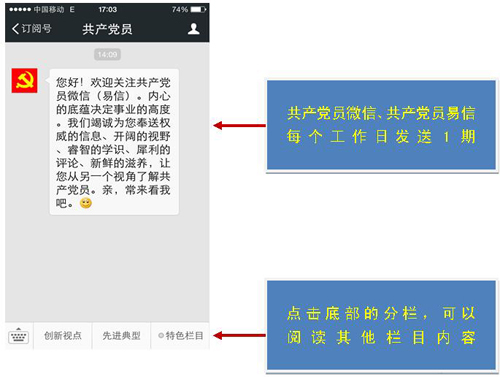 中国移动 E 17:03 74%
订阅号 共产党员
14:09
您好！欢迎关注共产党
员微信（易信）。内心
的底蕴决定事业的高度
。我们竭诚为您奉送权
威的信息、开阔的视野
、睿智的学识、犀利的
评论、新鲜的滋养，让
您从另一个视角了解共
产党员。亲，常来看我
吧。
共产党员微信、共产党员易信
每个工作日发送1期
点击底部的分栏，可以
阅读其他栏目内容
创新视点 先进典型 特色栏目